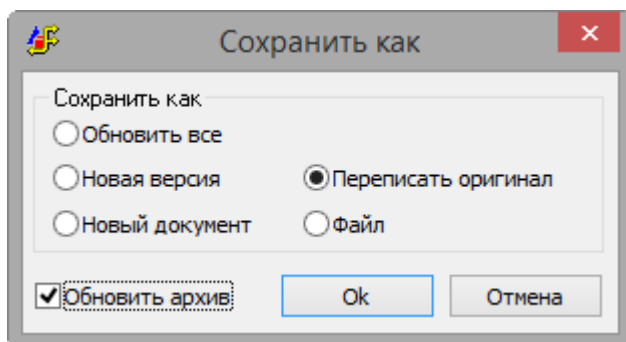 Сохранить как
Сохранить как
Обновить все
Новая версия Переписать оригинал
Новый документ Файл
Обновить архив Ok Отмена